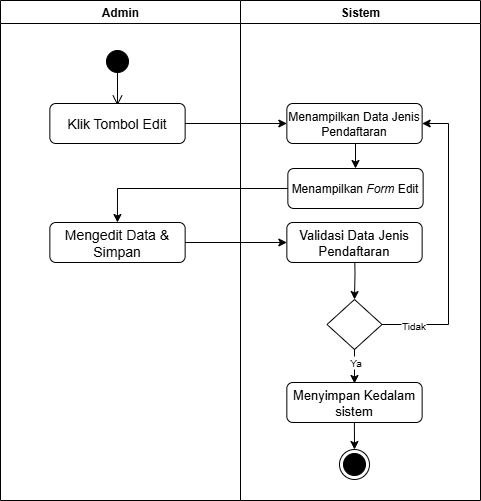 Admin
Sistem
Klik Tombol Edit
Menampilkan Data Jenis
Pendaftaran
Menampilkan Form Edit
Mengedit Data &
Simpan
Validasi Data Jenis
Pendaftaran
Tidak
Ya
Menyimpan Kedalam
sistem